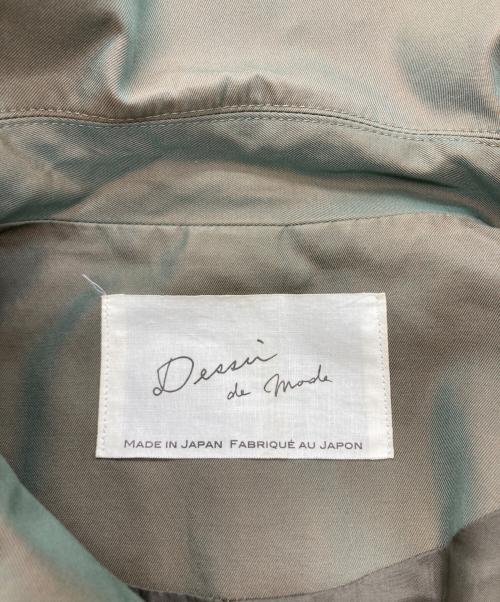 Dessin
de Mode
MADE IN JAPAN FABRIQUÉ AU JAPON